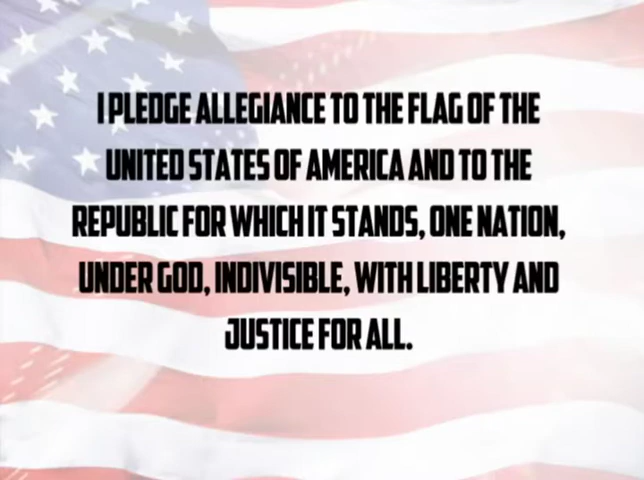 I PLEDGE ALLEGIANCE TO THE FLAG OF THE
UNITED STATES OF AMERICA AND TO THE
REPUBLIC FOR WHICH IT STANDS, ONE NATION,
UNDER GOD, INDIVISIBLE, WITH LIBERTY AND
JUSTICE FOR ALL.